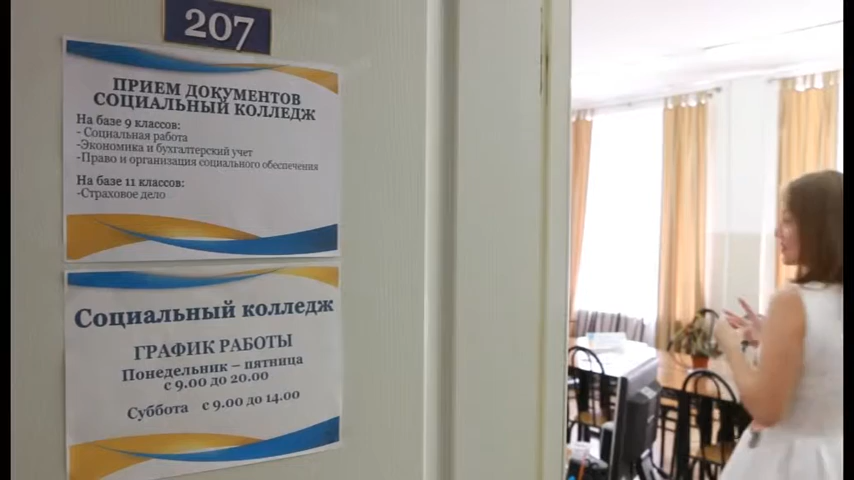 207
ПРИЕМ ДОКУМЕНТОВ
СОЦИАЛЬНЫЙ КОЛЛЕДЖ
На базе 9 классов:
-Социальная работа
-Экономика и бухгалтерский учет
-Право и организация социального обеспечения
На базе 11 классов:
-Страховое дело
Социальный колледж
ГРАФИК РАБОТЫ
Понедельник – пятница
с 9.00 до 20.00
Суббота с 9.00 до 14.00